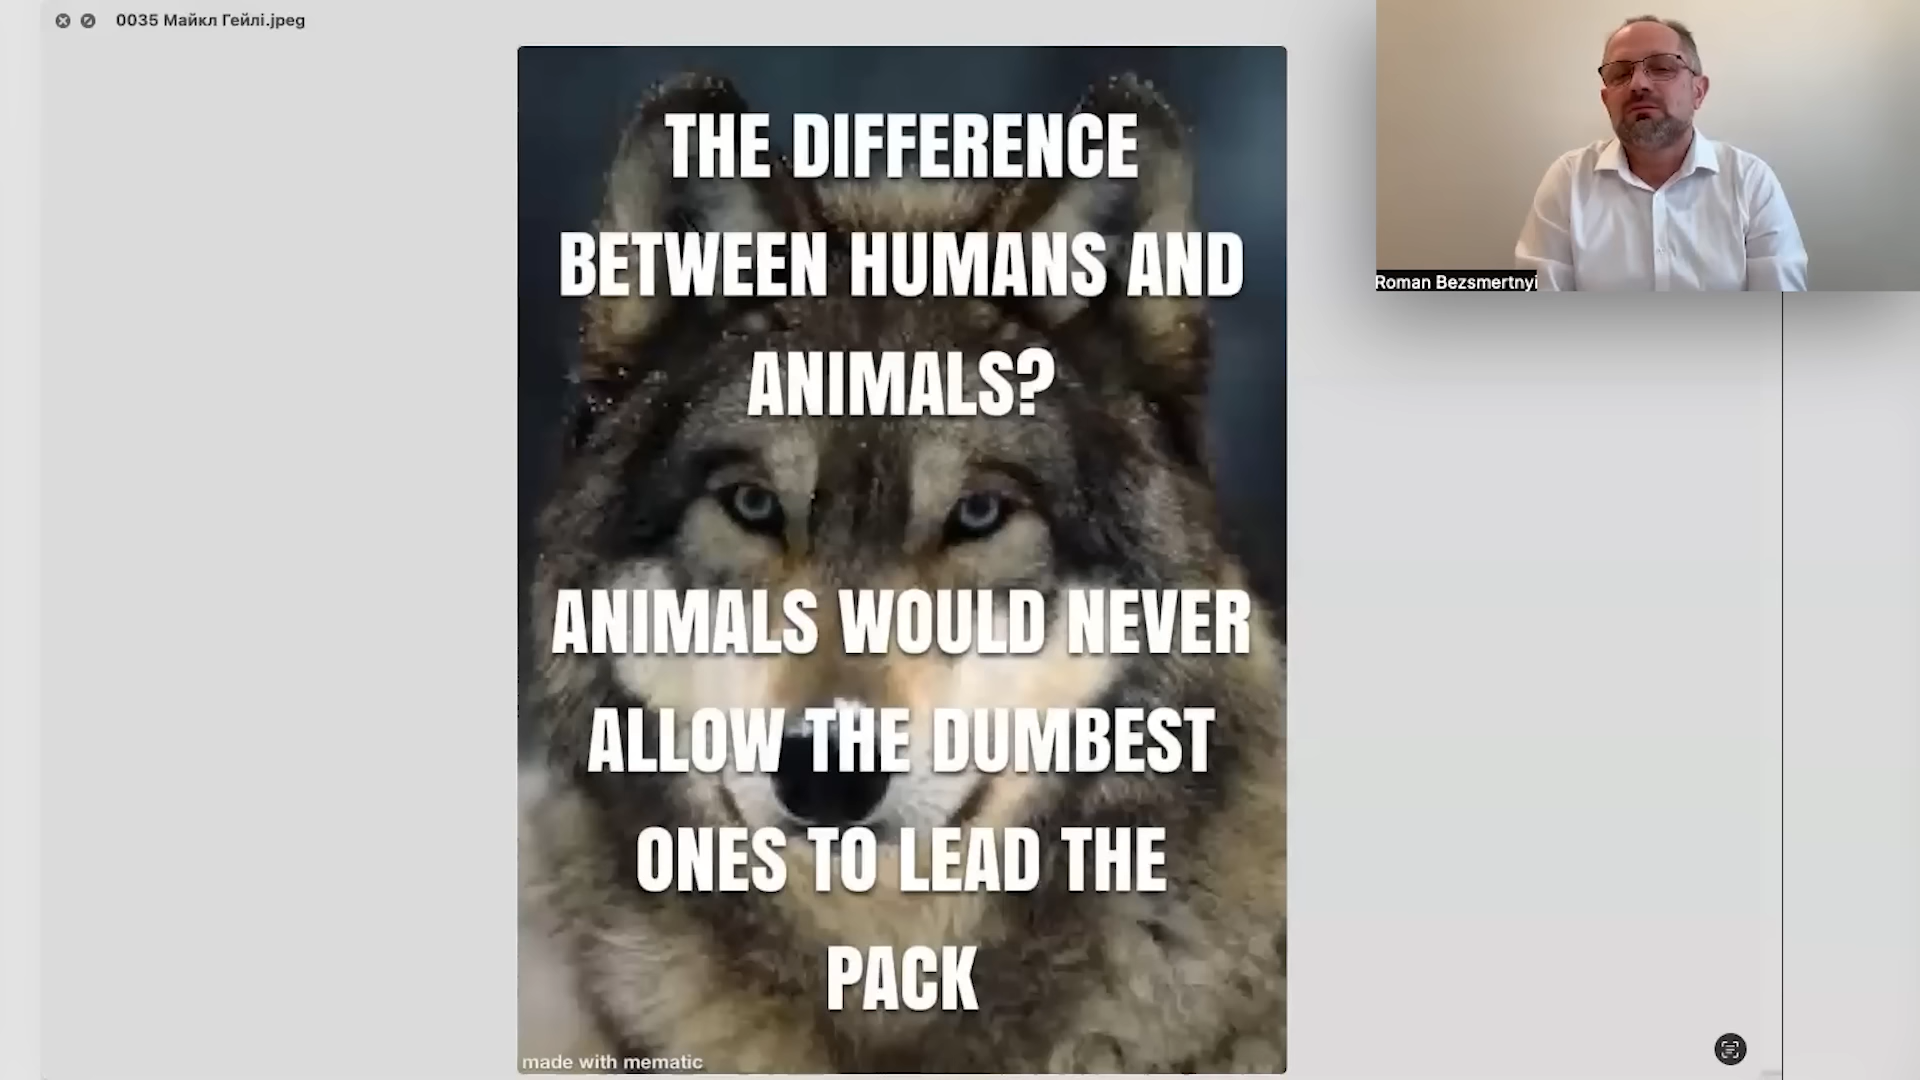 0035 Майкл Гейлі.jpeg
THE DIFFERENCE
BETWEEN HUMANS AND
ANIMALS?
ANIMALS WOULD NEVER
ALLOW THE DUMBEST
ONES TO LEAD THE
PACK
made with mematic
Roman Bezsmertnyi